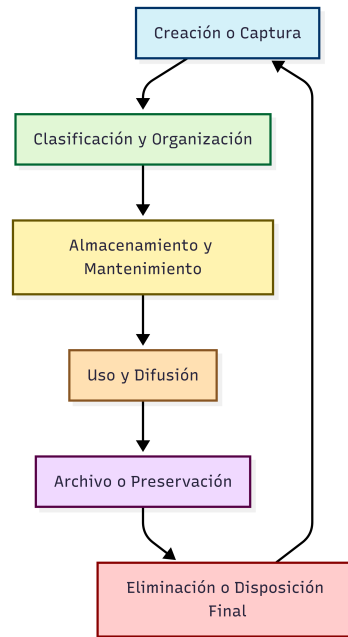 Creación o Captura
Clasificación y Organización
Almacenamiento y
Mantenimiento
Uso y Difusión
Archivo o Preservación
Eliminación o Disposición
Final